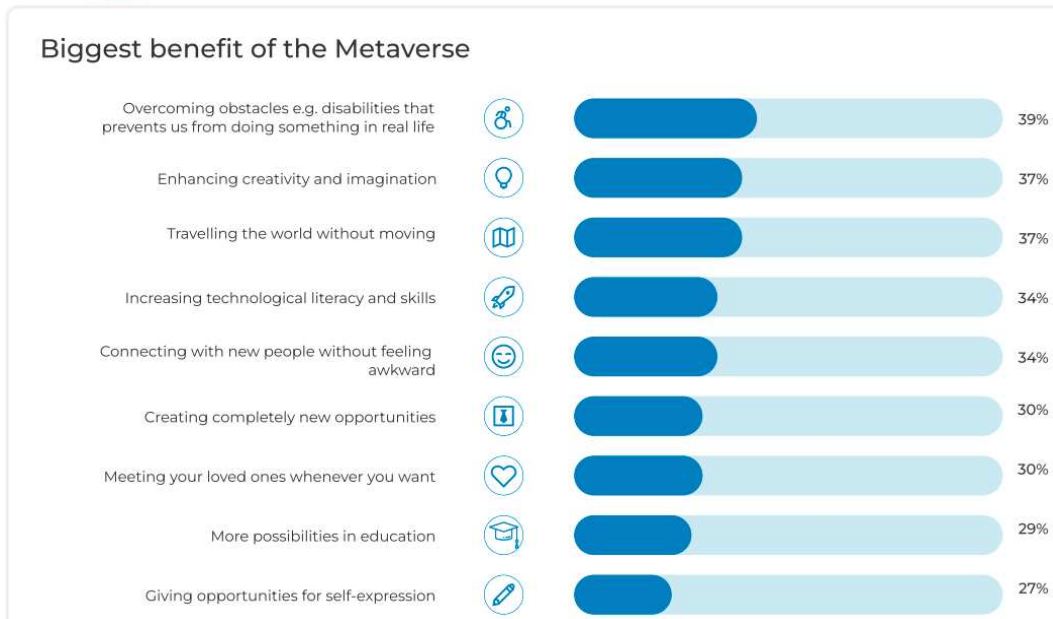 Biggest benefit of the Metaverse
Overcoming obstacles e.g. disabilities that
prevents us from doing something in real life
39%
Enhancing creativity and imagination
37%
Travelling the world without moving
37%
Increasing technological literacy and skills
34%
Connecting with new people without feeling
awkward
34%
Creating completely new opportunities
30%
Meeting your loved ones whenever you want
30%
More possibilities in education
29%
Giving opportunities for self-expression
27%